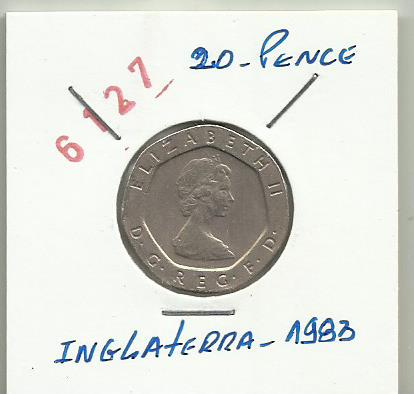 20-PENCE
6127
ELIZABETH II
D.G.REG.F.D.
INGLATERRA-1983